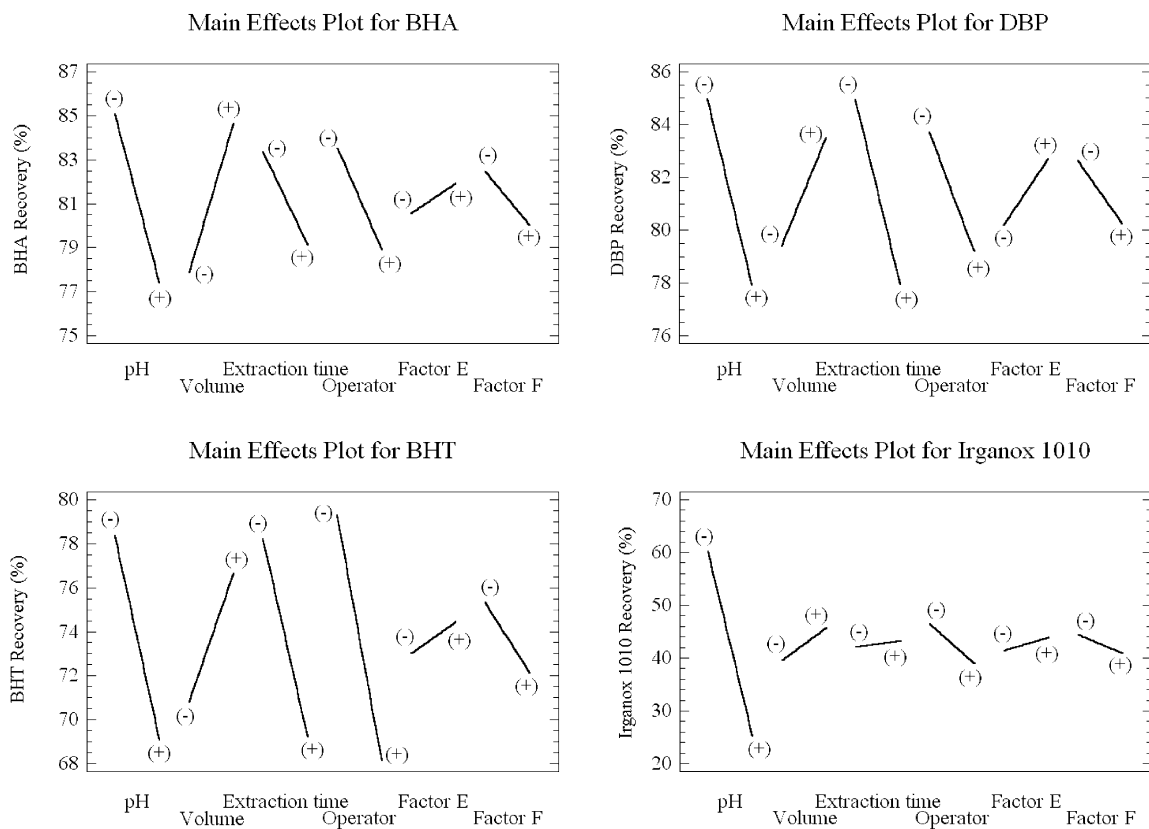 Main Effects Plot for BHA
BHA Recovery (%)
87
85
83
81
79
77
75
(-)
(+)
(+)
(-)
(-)
(+)
(-)
(+)
(-)
(+)
(-)
(+)
pH
Volume
Extraction time
Operator
Factor E
Factor F
Main Effects Plot for DBP
DBP Recovery (%)
86
84
82
80
78
76
(-)
(+)
(-)
(+)
(-)
(+)
(-)
(+)
(-)
(+)
(-)
(+)
pH
Volume
Extraction time
Operator
Factor E
Factor F
Main Effects Plot for BHT
BHT Recovery (%)
80
78
76
74
72
70
68
(-)
(+)
(-)
(+)
(-)
(+)
(-)
(+)
(-)
(+)
(-)
(+)
pH
Volume
Extraction time
Operator
Factor E
Factor F
Main Effects Plot for Irganox 1010
Irganox 1010 Recovery (%)
70
60
50
40
30
20
(-)
(+)
(-)
(+)
(-)
(+)
(-)
(+)
(-)
(+)
(-)
(+)
pH
Volume
Extraction time
Operator
Factor E
Factor F